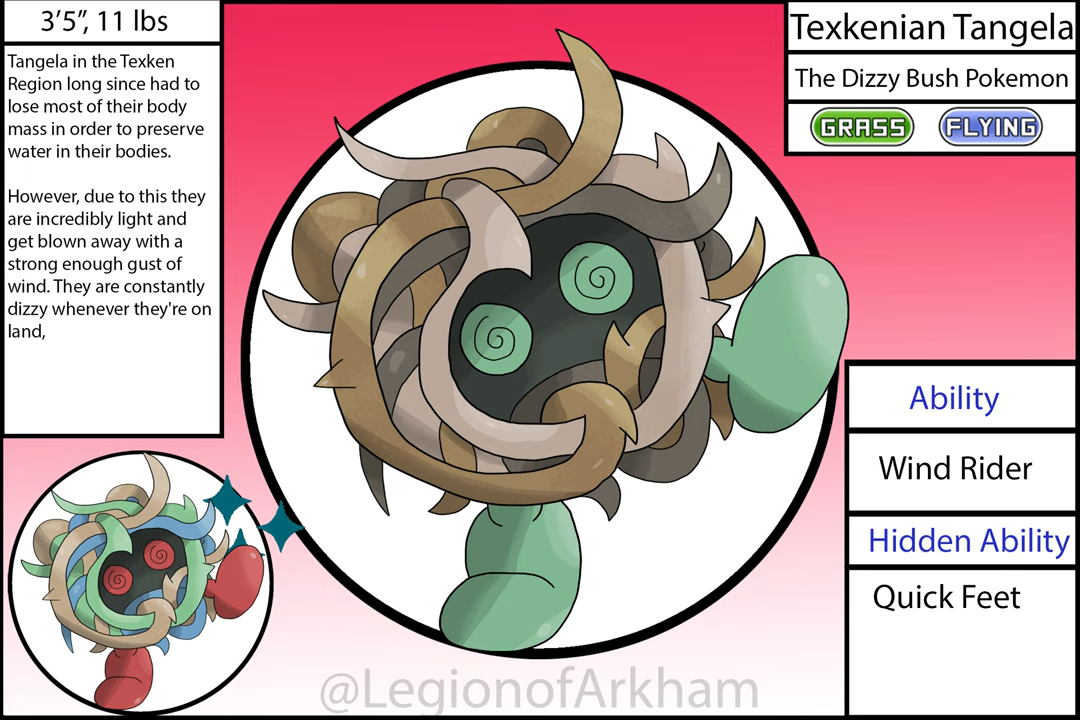 3’5”, 11 lbs
Tangela in the Texken
Region long since had to
lose most of their body
mass in order to preserve
water in their bodies.
However, due to this they
are incredibly light and
get blown away with a
strong enough gust of
wind. They are constantly
dizzy whenever they're on
land,
Texkenian Tangela
The Dizzy Bush Pokemon
GRASS FLYING
Ability
Wind Rider
Hidden Ability
Quick Feet
@LegionofArkham